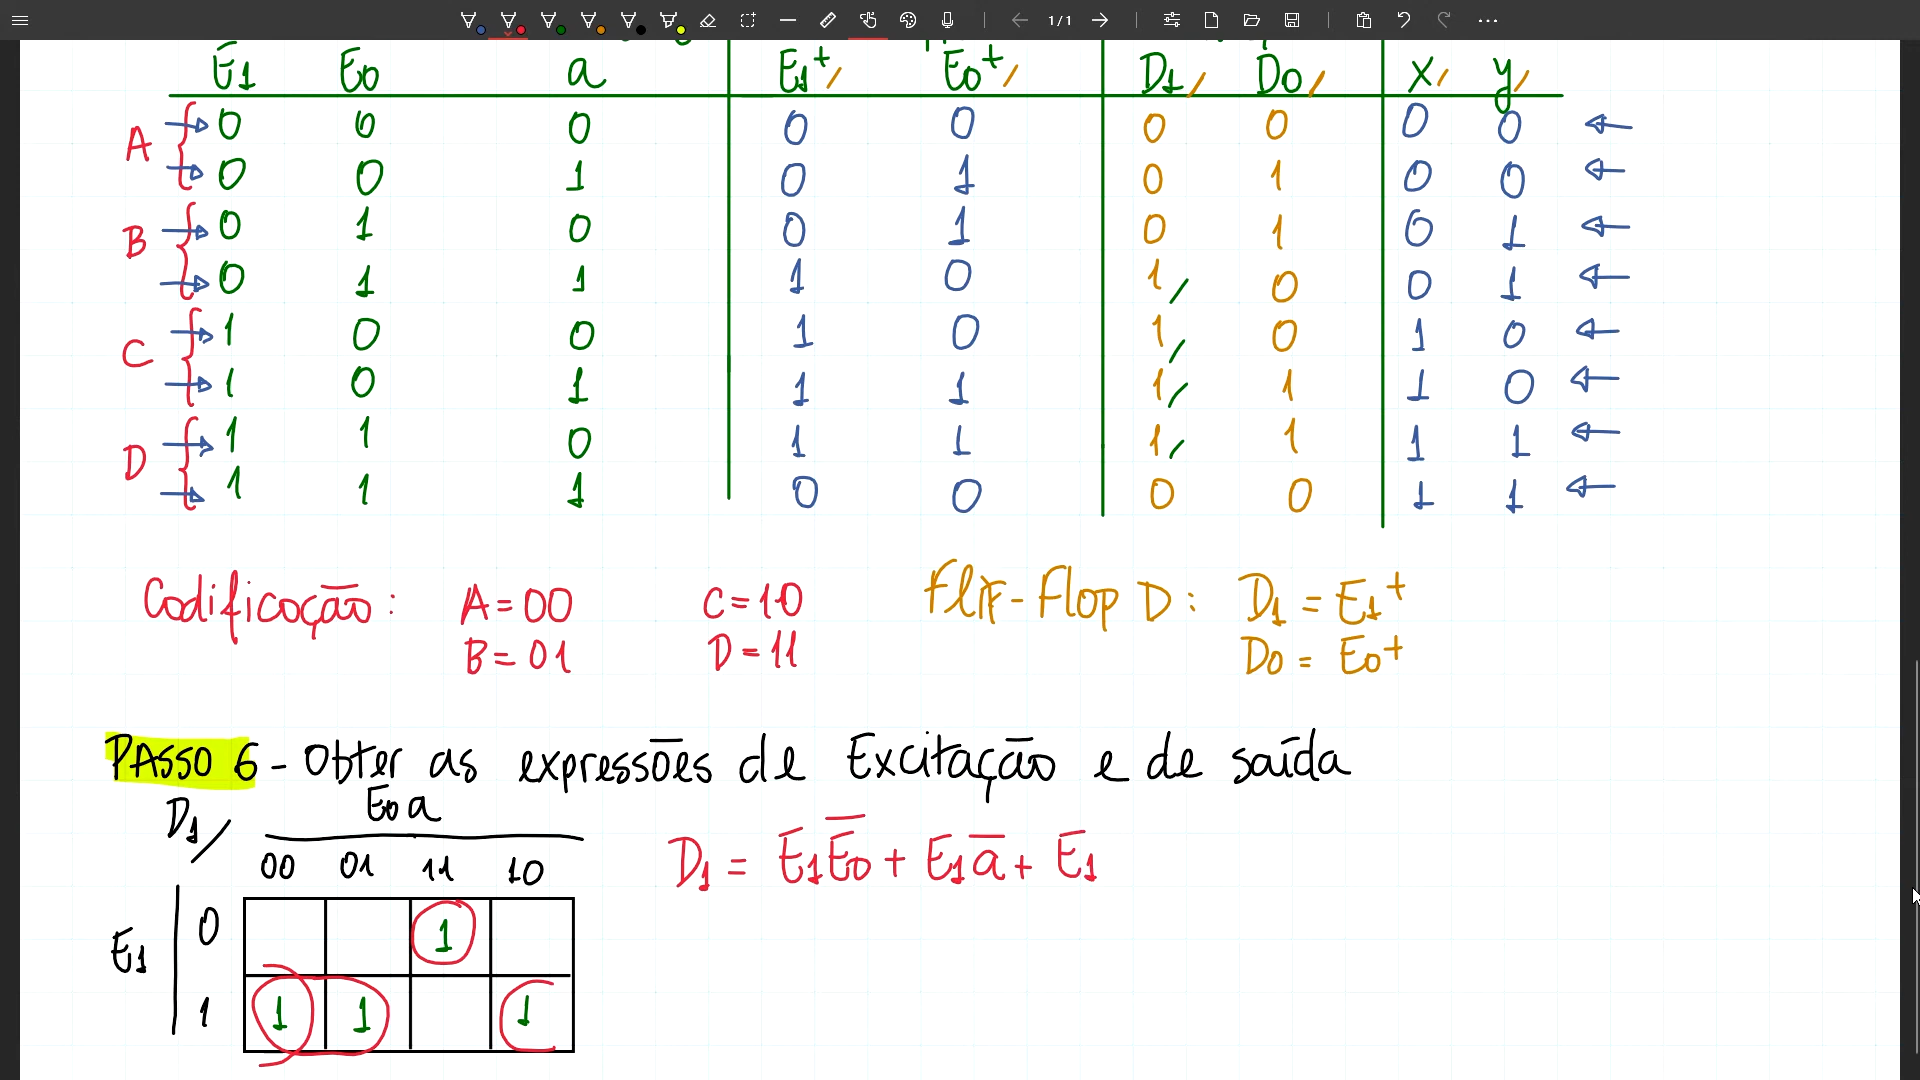 1/1
E1 E0 a E1+ E0+ D1 D0 X y
A 0 0 0 0 0 0 0 0 0
0 0 1 0 1 0 1 0 0
B 0 1 0 0 1 0 1 0 1
0 1 1 1 0 1 0 0 1
C 1 0 0 1 0 1 0 1 0
1 0 1 1 1 1 1 1 0
D 1 1 0 1 1 1 1 1 1
1 1 1 0 0 0 0 1 1
Codificoção: A=00 C=10 FliF-Flop D: D1 = E1+
B=01 D=11 D0 = E0+
PASSO 6 - Obter as expressões de Excitação e de saída
D1 E0 a
00 01 11 10
D1 = E1E̅0̅ + E1a̅ + E1
E1 0 1
1 1 1 1